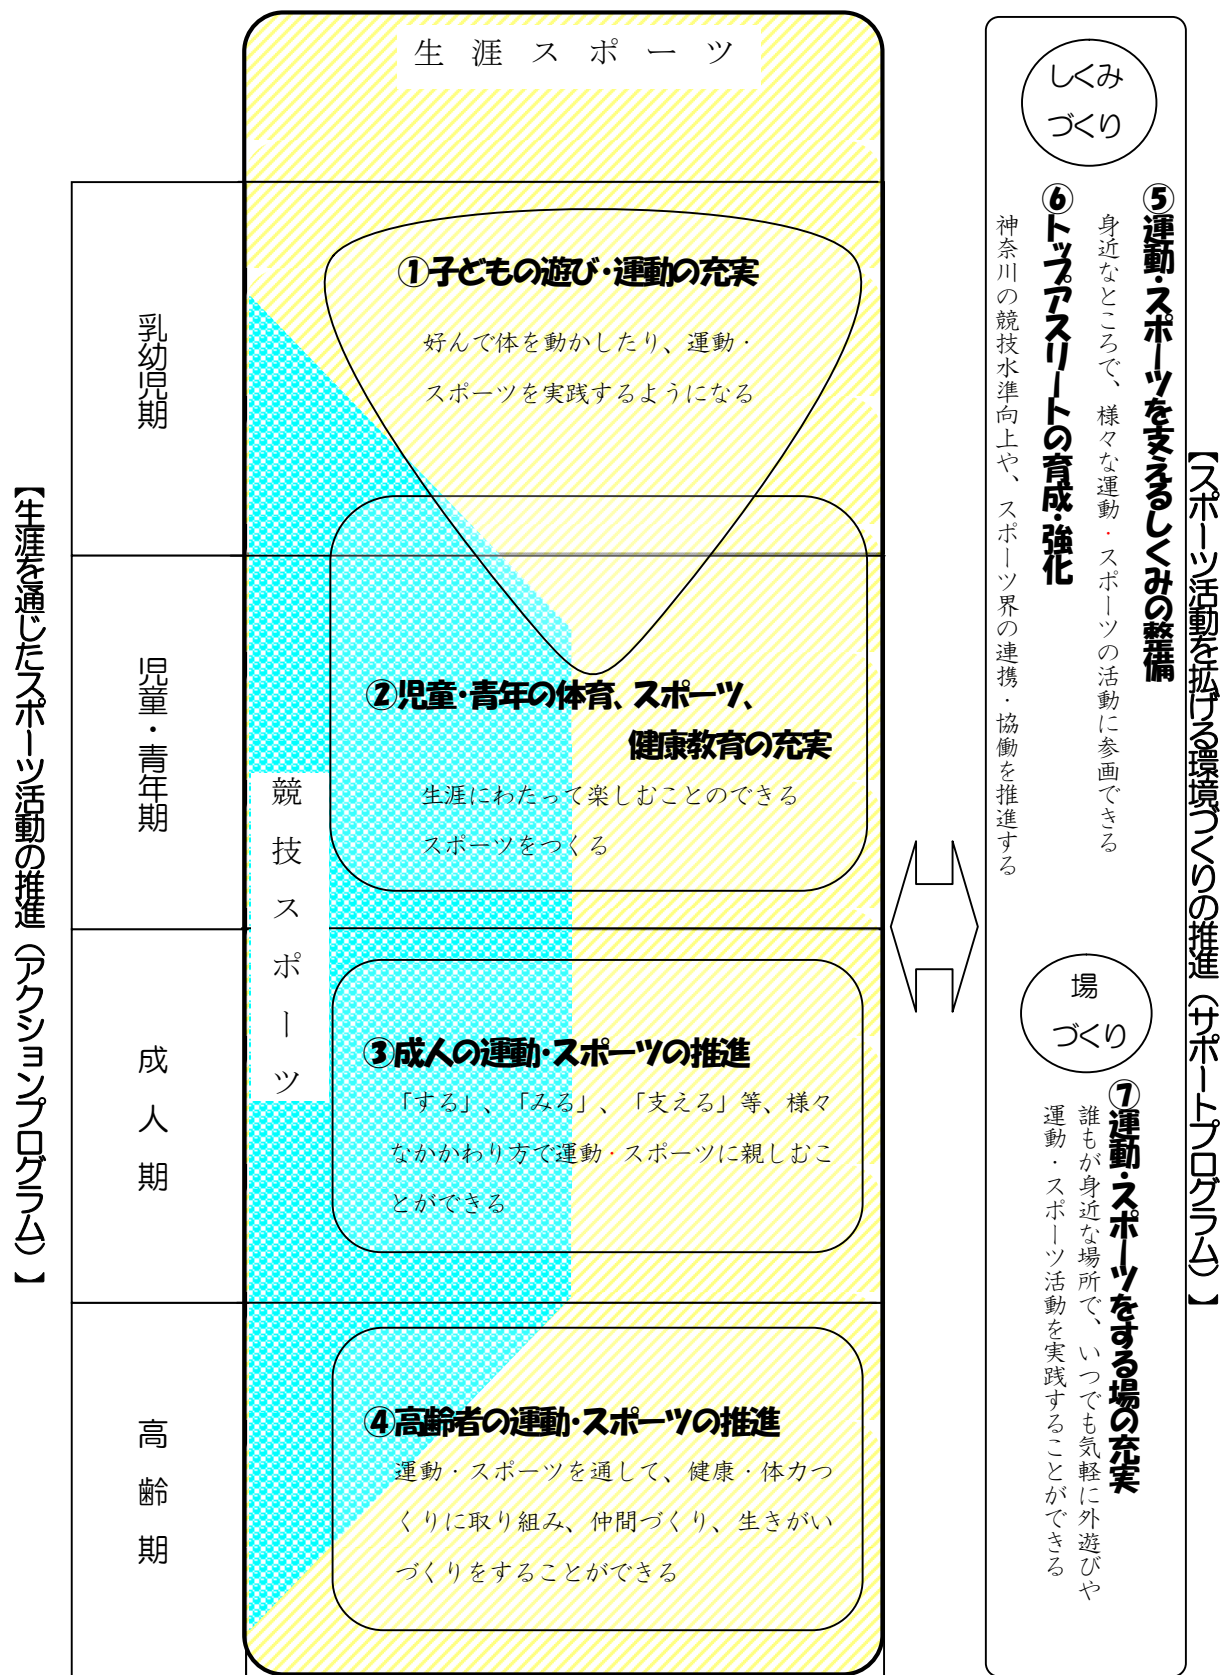 生涯スポーツ
【生涯を通じたスポーツ活動の推進（アクションプログラム）】
乳幼児期
①子どもの遊び・運動の充実
好んで体を動かしたり、運動・
スポーツを実践するようになる
児童・青年期
②児童・青年の体育、スポーツ、
健康教育の充実
生涯にわたって楽しむことのできる
スポーツをつくる
競技スポーツ
成人期
③成人の運動・スポーツの推進
「する」、「みる」、「支える」等、様々
なかかわり方で運動・スポーツに親しむこ
とができる
高齢期
④高齢者の運動・スポーツの推進
運動・スポーツを通して、健康・体力つ
くりに取り組み、仲間づくり、生きがい
づくりをすることができる
【スポーツ活動を拡げる環境づくりの推進（サポートプログラム）】
しくみ
づくり
⑤運動・スポーツを支えるしくみの整備
身近なところで、様々な運動・スポーツの活動に参画できる
⑥トップアスリートの育成・強化
神奈川の競技水準向上や、スポーツ界の連携・協働を推進する
場
づくり
⑦運動・スポーツをする場の充実
誰もが身近な場所で、いつでも気軽に外遊びや
運動・スポーツ活動を実践することができる